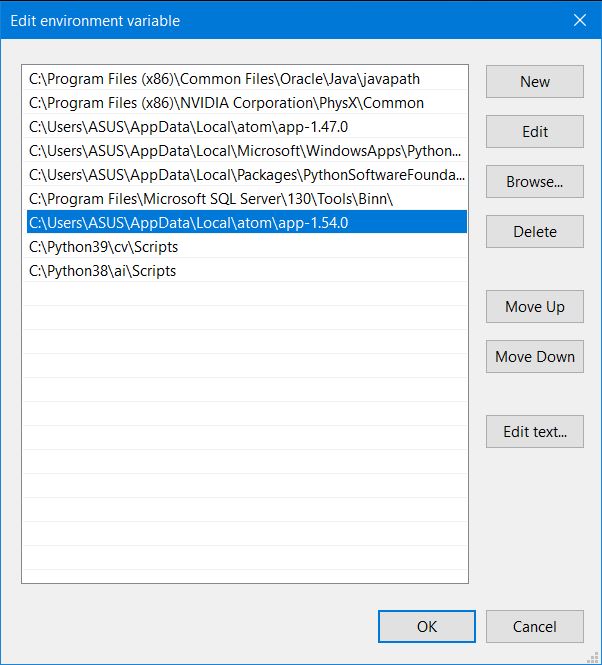 Edit environment variable
C:\Program Files (x86)\Common Files\Oracle\Java\javapath
C:\Program Files (x86)\NVIDIA Corporation\PhysX\Common
C:\Users\ASUS\AppData\Local\atom\app-1.47.0
C:\Users\ASUS\AppData\Local\Microsoft\WindowsApps\Python...
C:\Users\ASUS\AppData\Local\Packages\PythonSoftwareFounda...
C:\Program Files\Microsoft SQL Server\130\Tools\Binn\
C:\Users\ASUS\AppData\Local\atom\app-1.54.0
C:\Python39\cv\Scripts
C:\Python38\ai\Scripts
New
Edit
Browse...
Delete
Move Up
Move Down
Edit text...
OK
Cancel